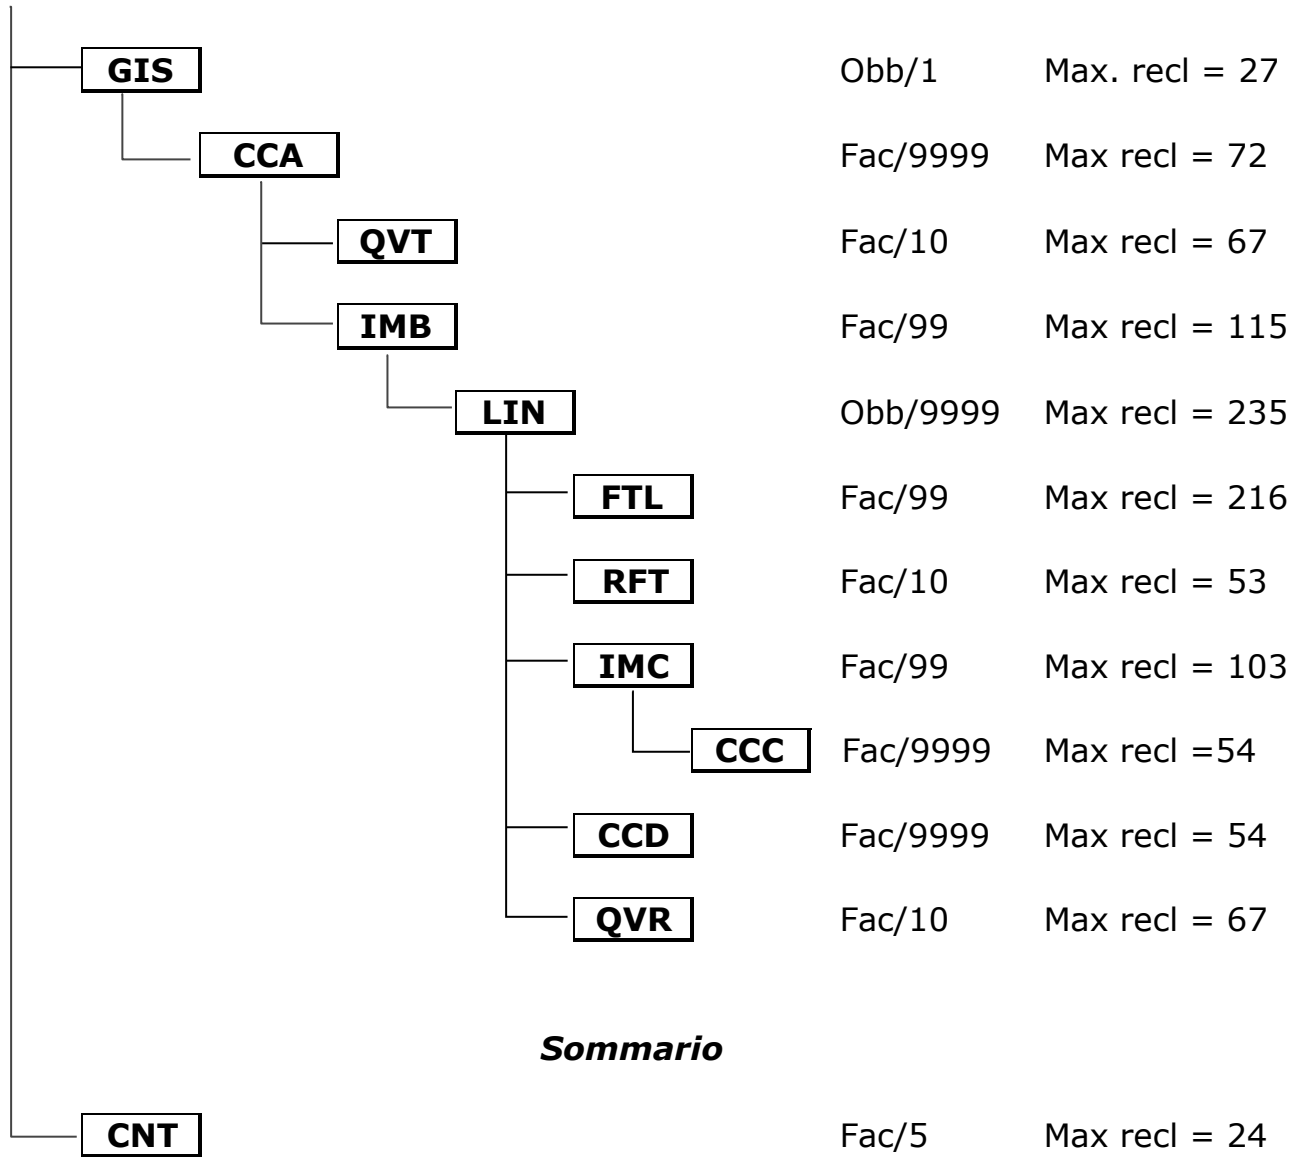 GIS Obb/1 Max. recl = 27
CCA Fac/9999 Max recl = 72
QVT Fac/10 Max recl = 67
IMB Fac/99 Max recl = 115
LIN Obb/9999 Max recl = 235
FTL Fac/99 Max recl = 216
RFT Fac/10 Max recl = 53
IMC Fac/99 Max recl = 103
CCC Fac/9999 Max recl =54
CCD Fac/9999 Max recl = 54
QVR Fac/10 Max recl = 67
Sommario
CNT Fac/5 Max recl = 24